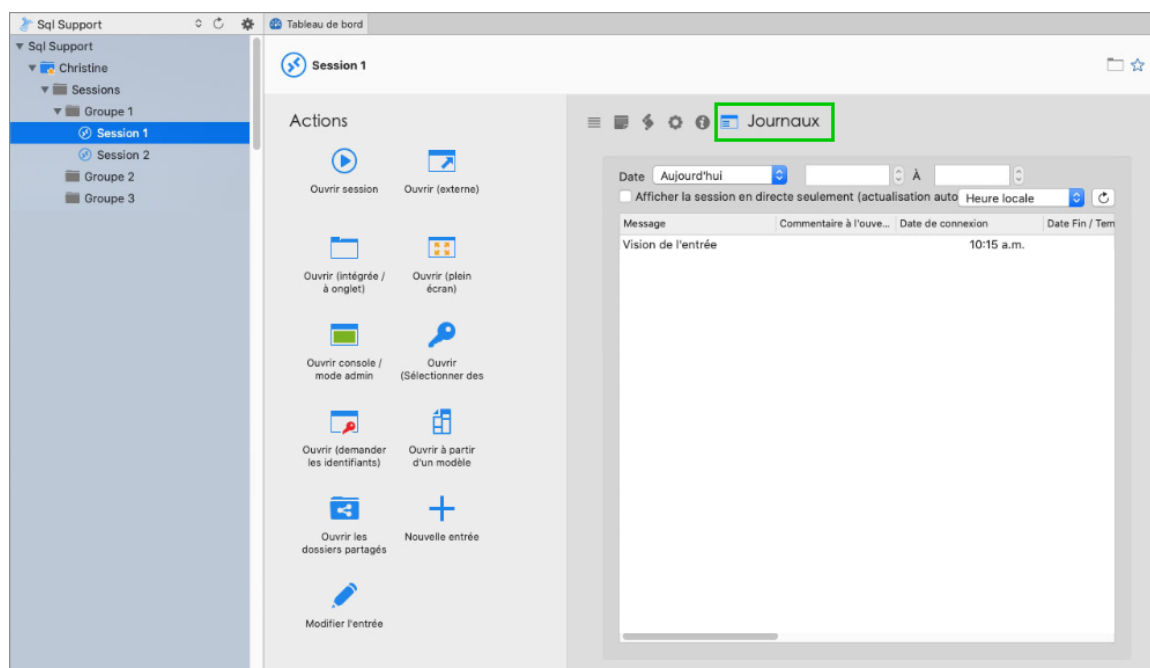 Sql Support
Tableau de bord
Sql Support
Christine
Sessions
Groupe 1
Session 1
Session 2
Groupe 2
Groupe 3
Session 1
Actions
Ouvrir session
Ouvrir (externe)
Ouvrir (intégrée /
à onglet)
Ouvrir (plein
écran)
Ouvrir console /
mode admin
Ouvrir
(Sélectionner des
Ouvrir (demander
les identifiants)
Ouvrir à partir
d'un modèle
Ouvrir les
dossiers partagés
Nouvelle entrée
Modifier l'entrée
Journaux
Date Aujourd'hui À
Afficher la session en directe seulement (actualisation auto Heure locale
Message Commentaire à l'ouve... Date de connexion Date Fin / Tem
Vision de l'entrée 10:15 a.m.